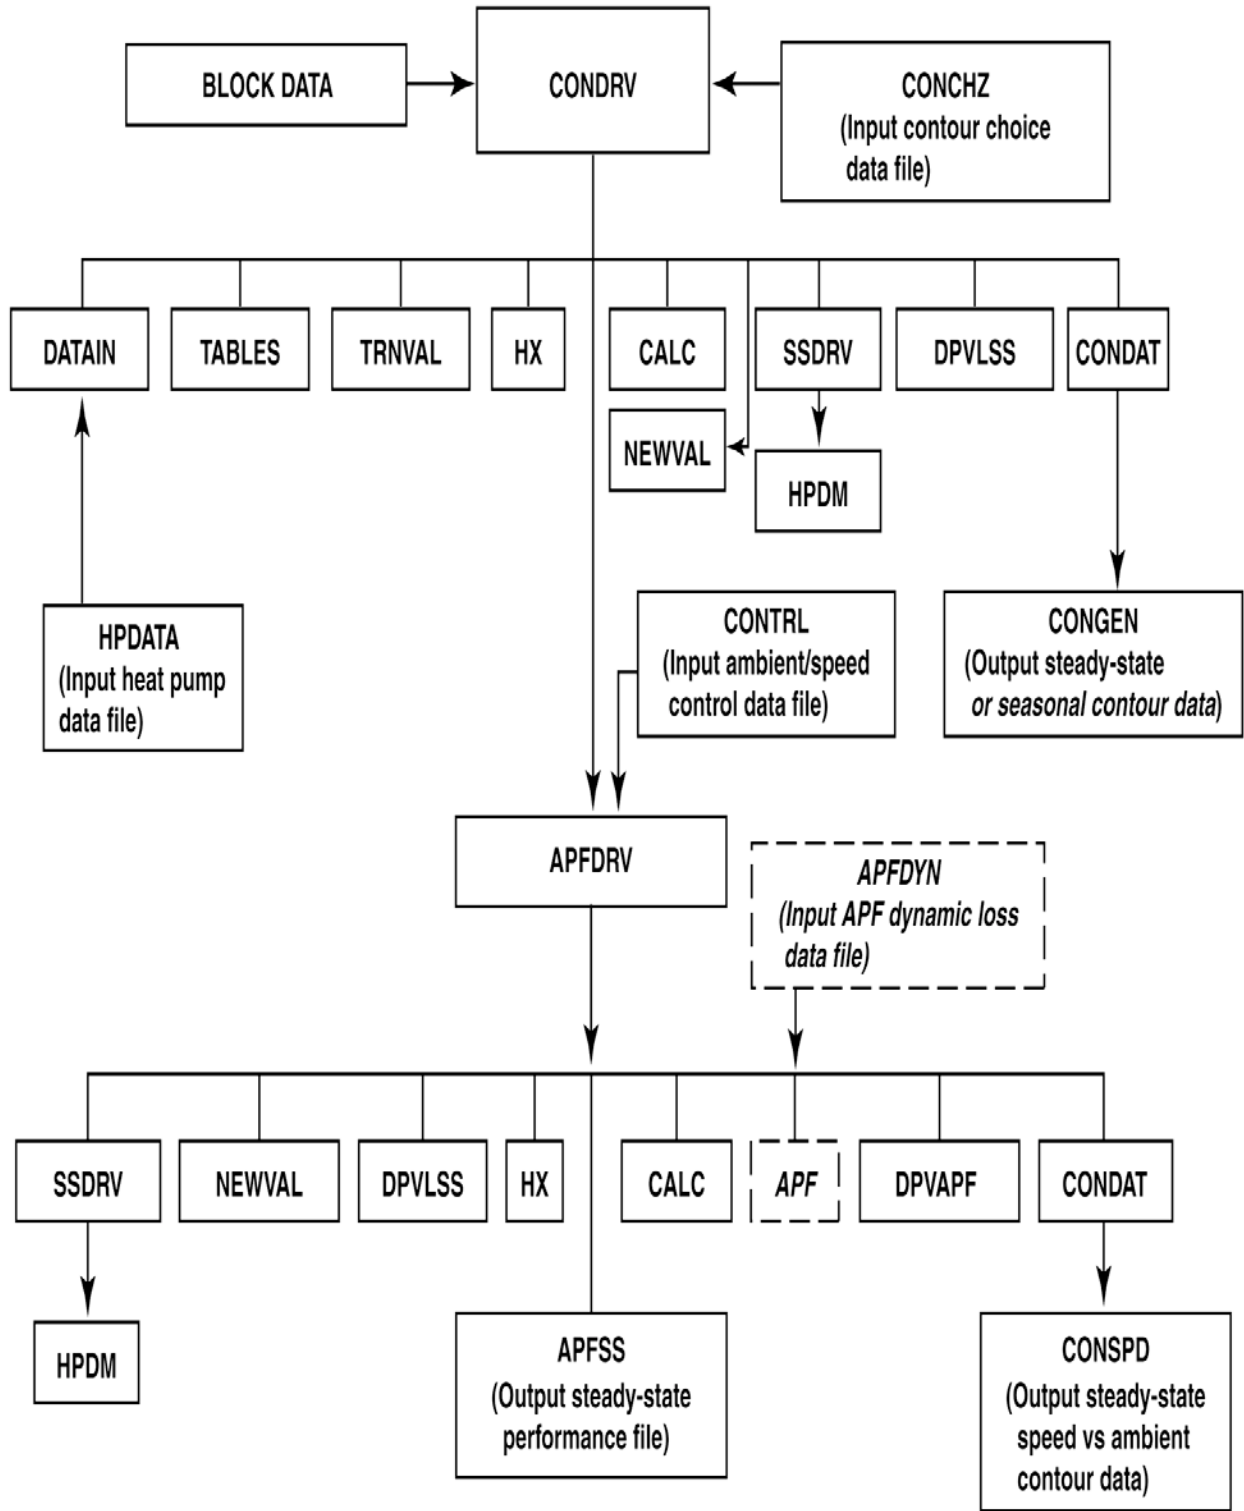 BLOCK DATA
CONDRV
CONCHZ
(Input contour choice
data file)
DATAIN
TABLES
TRNVAL
HX
CALC
SSDRV
DPVLSS
CONDAT
NEWVAL
HPDM
HPDATA
(Input heat pump
data file)
CONTRL
(Input ambient/speed
control data file)
CONGEN
(Output steady-state
or seasonal contour data)
APFDRV
APFDYN
(Input APF dynamic loss
data file)
SSDRV
NEWVAL
DPVLSS
HX
CALC
APF
DPVAPF
CONDAT
HPDM
APFSS
(Output steady-state
performance file)
CONSPD
(Output steady-state
speed vs ambient
contour data)